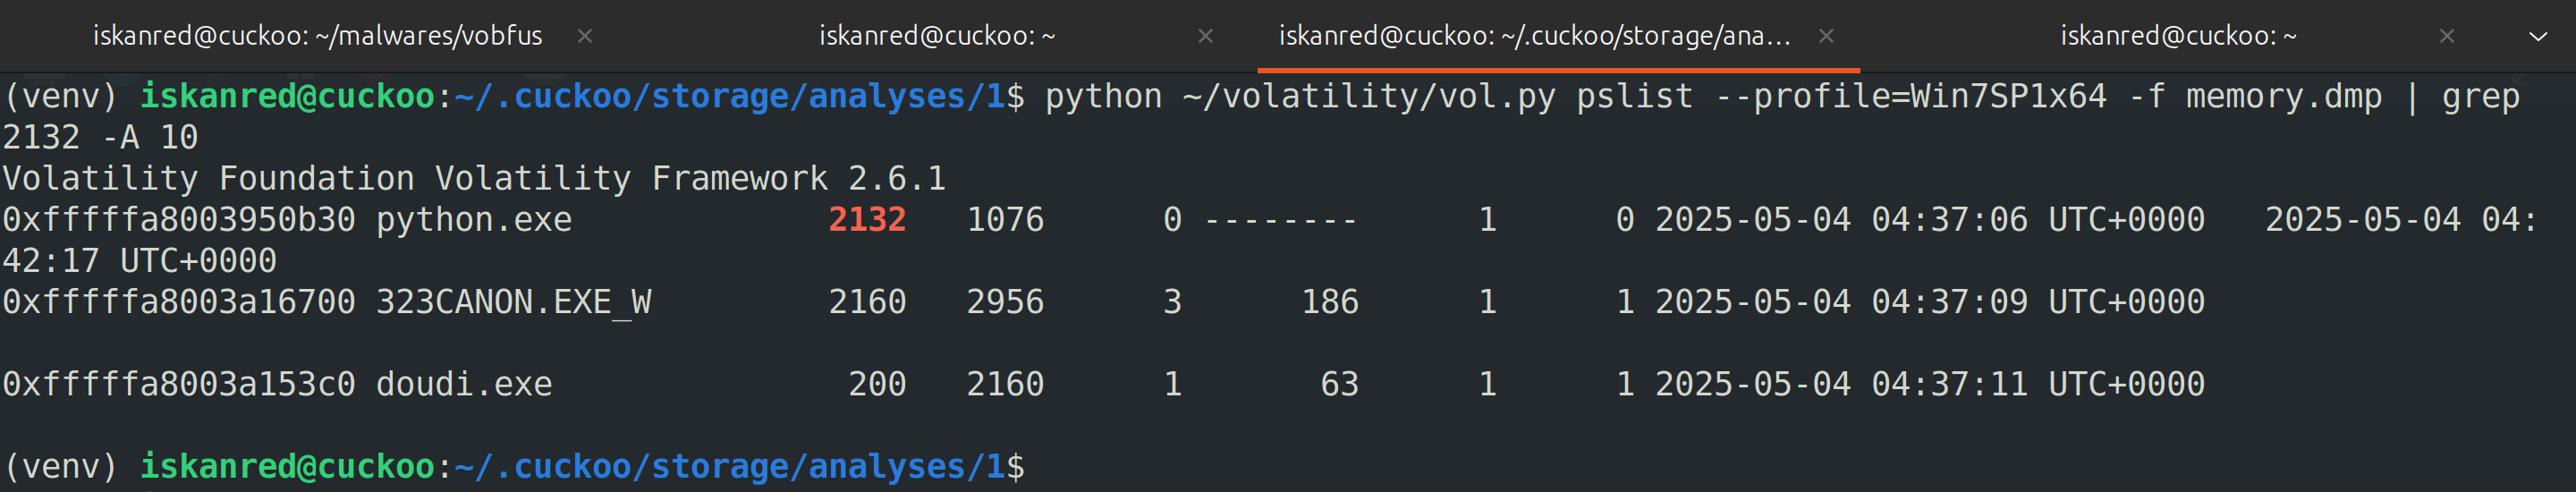 iskanred@cuckoo: ~/malwares/vobfus × iskanred@cuckoo: ~ × iskanred@cuckoo: ~/.cuckoo/storage/ana... × iskanred@cuckoo: ~ ×
(venv) iskanred@cuckoo:~/.cuckoo/storage/analyses/1$ python ~/volatility/vol.py pslist --profile=Win7SP1x64 -f memory.dmp | grep
2132 -A 10
Volatility Foundation Volatility Framework 2.6.1
0xfffffa8003950b30 python.exe 2132 1076 0 -------- 1 0 2025-05-04 04:37:06 UTC+0000 2025-05-04 04:
42:17 UTC+0000
0xfffffa8003a16700 323CANON.EXE_W 2160 2956 3 186 1 1 2025-05-04 04:37:09 UTC+0000
0xfffffa8003a153c0 doudi.exe 200 2160 1 63 1 1 2025-05-04 04:37:11 UTC+0000
(venv) iskanred@cuckoo:~/.cuckoo/storage/analyses/1$